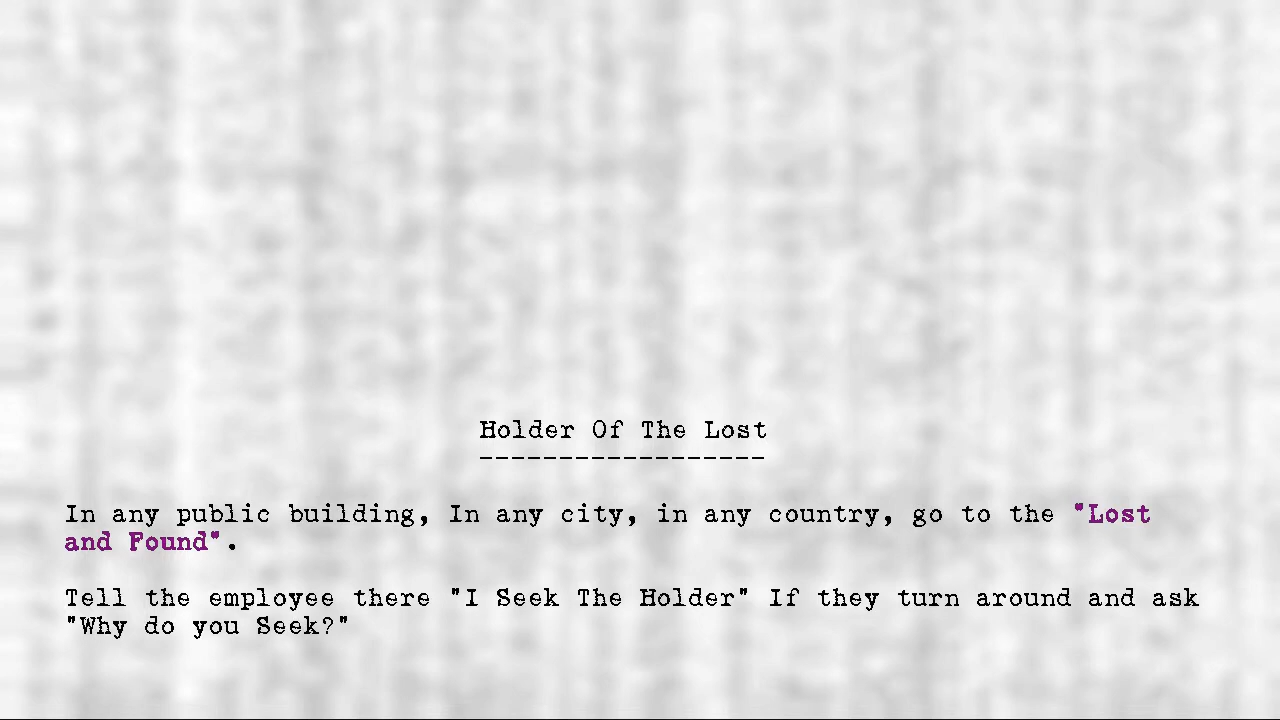 Holder Of The Lost
------------------
In any public building, In any city, in any country, go to the "Lost
and Found".
Tell the employee there "I Seek The Holder" If they turn around and ask
"Why do you Seek?"